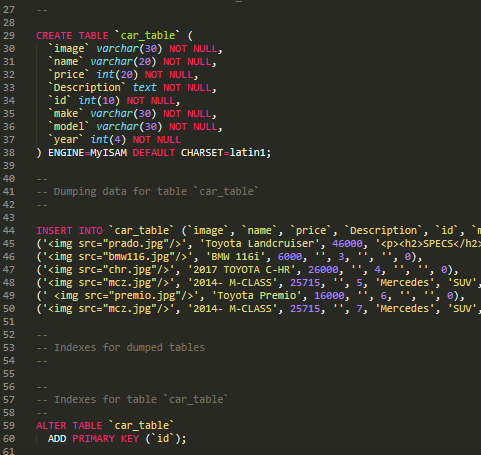 27 --
28
29 CREATE TABLE `car_table` (
30 `image` varchar(30) NOT NULL,
31 `name` varchar(20) NOT NULL,
32 `price` int(20) NOT NULL,
33 `Description` text NOT NULL,
34 `id` int(10) NOT NULL,
35 `make` varchar(30) NOT NULL,
36 `model` varchar(30) NOT NULL,
37 `year` int(4) NOT NULL
38 ) ENGINE=MyISAM DEFAULT CHARSET=latin1;
39
40 --
41 -- Dumping data for table `car_table`
42 --
43
44 INSERT INTO `car_table` (`image`, `name`, `price`, `Description`, `id`, `m
45 ('<img src="prado.jpg"/>', 'Toyota Landcruiser', 46000, '<p><h2>SPECS</h2>
46 ('<img src="bmw116.jpg"/>', 'BMW 116i', 6000, '', 3, '', '', 0),
47 ('<img src="chr.jpg"/>', '2017 TOYOTA C-HR', 26000, '', 4, '', '', 0),
48 ('<img src="mcz.jpg"/>', '2014- M-CLASS', 25715, '', 5, 'Mercedes', 'SUV',
49 (' <img src="premio.jpg"/>', 'Toyota Premio', 16000, '', 6, '', '', 0),
50 ('<img src="mcz.jpg"/>', '2014- M-CLASS', 25715, '', 7, 'Mercedes', 'SUV',
51
52 --
53 -- Indexes for dumped tables
54 --
55
56 --
57 -- Indexes for table `car_table`
58 --
59 ALTER TABLE `car_table`
60 ADD PRIMARY KEY (`id`);
61